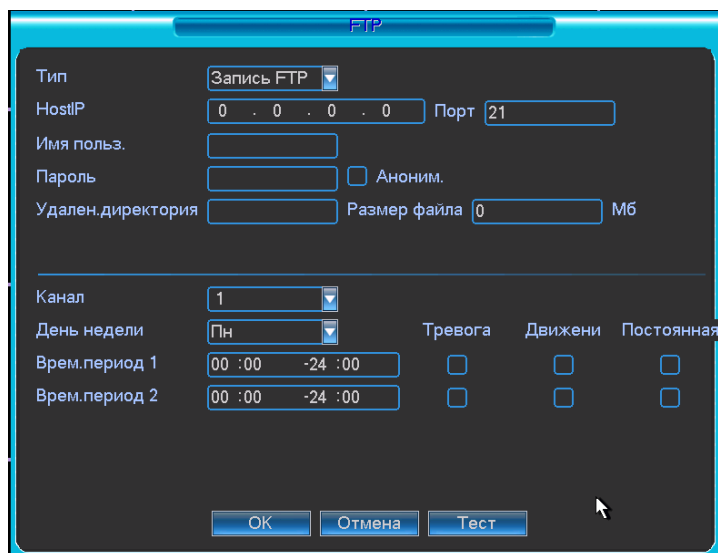 FTP
Тип Запись FTP
HostIP 0 . 0 . 0 . 0 Порт 21
Имя польз.
Пароль Аноним.
Удален.директория Размер файла 0 Мб
Канал 1
День недели Пн Тревога Движени Постоянная
Врем.период 1 00 :00 -24 :00
Врем.период 2 00 :00 -24 :00
OK Отмена Тест